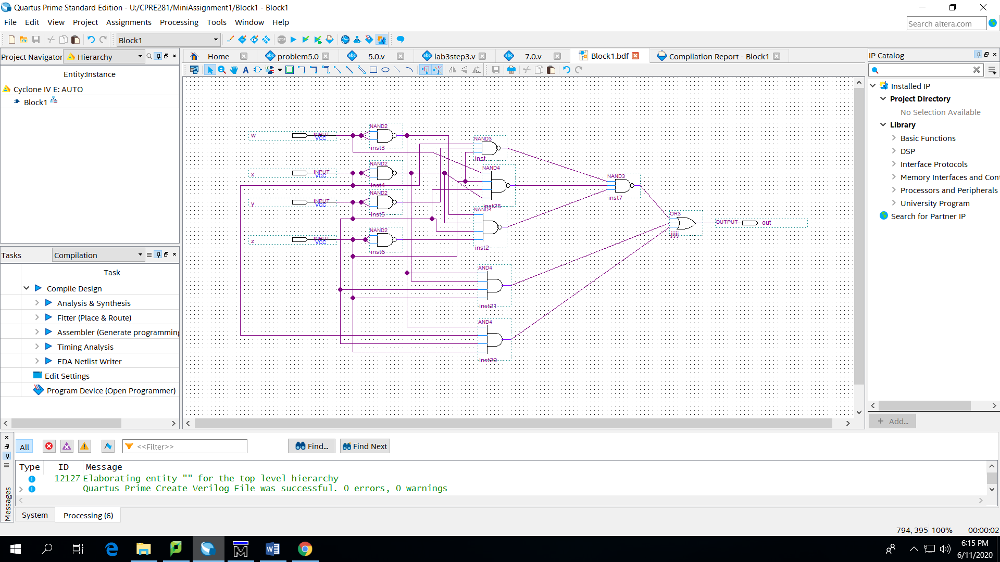 Quartus Prime Standard Edition - U:/CPRE281/MiniAssignment1/Block1 - Block1
File Edit View Project Assignments Processing Tools Window Help
Search altera.com
Block1
Project Navigator Hierarchy
Home problem5.0 5.0.v lab3step3.v 7.0.v Block1.bdf Compilation Report - Block1
IP Catalog
Entity:Instance
Cyclone IV E: AUTO
Block1
Installed IP
Project Directory
No Selection Available
Library
Basic Functions
DSP
Interface Protocols
Memory Interfaces and Con
Processors and Peripherals
University Program
Search for Partner IP
Add...
w INPUT VCC
x INPUT VCC
y INPUT VCC
z INPUT VCC
NAND2
inst3
NAND2
inst4
NAND2
inst5
NAND2
inst6
NAND3
inst
NAND4
inst25
NAND4
inst2
AND4
inst21
AND4
inst20
NAND3
inst7
OR3
jijij
OUTPUT out
Tasks Compilation
Task
Compile Design
Analysis & Synthesis
Fitter (Place & Route)
Assembler (Generate programming
Timing Analysis
EDA Netlist Writer
Edit Settings
Program Device (Open Programmer)
All <<Filter>> Find... Find Next
Type ID Message
12127 Elaborating entity "" for the top level hierarchy
Quartus Prime Create Verilog File was successful. 0 errors, 0 warnings
Messages
System Processing (6)
794, 395 100% 00:00:02
6:15 PM
6/11/2020